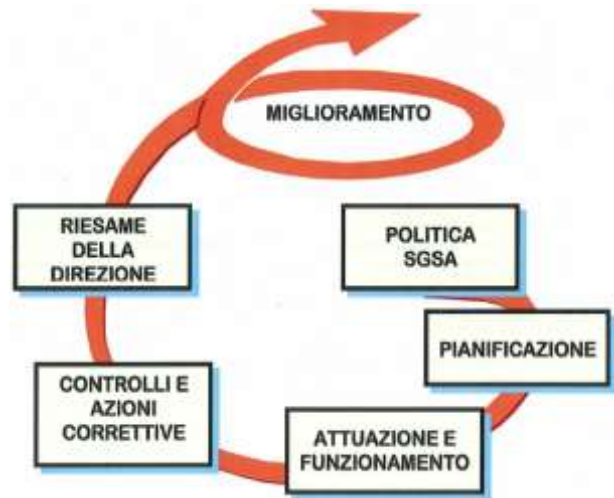 MIGLIORAMENTO
RIESAME
DELLA
DIREZIONE
POLITICA
SGSA
PIANIFICAZIONE
CONTROLLI E
AZIONI
CORRETTIVE
ATTUAZIONE E
FUNZIONAMENTO